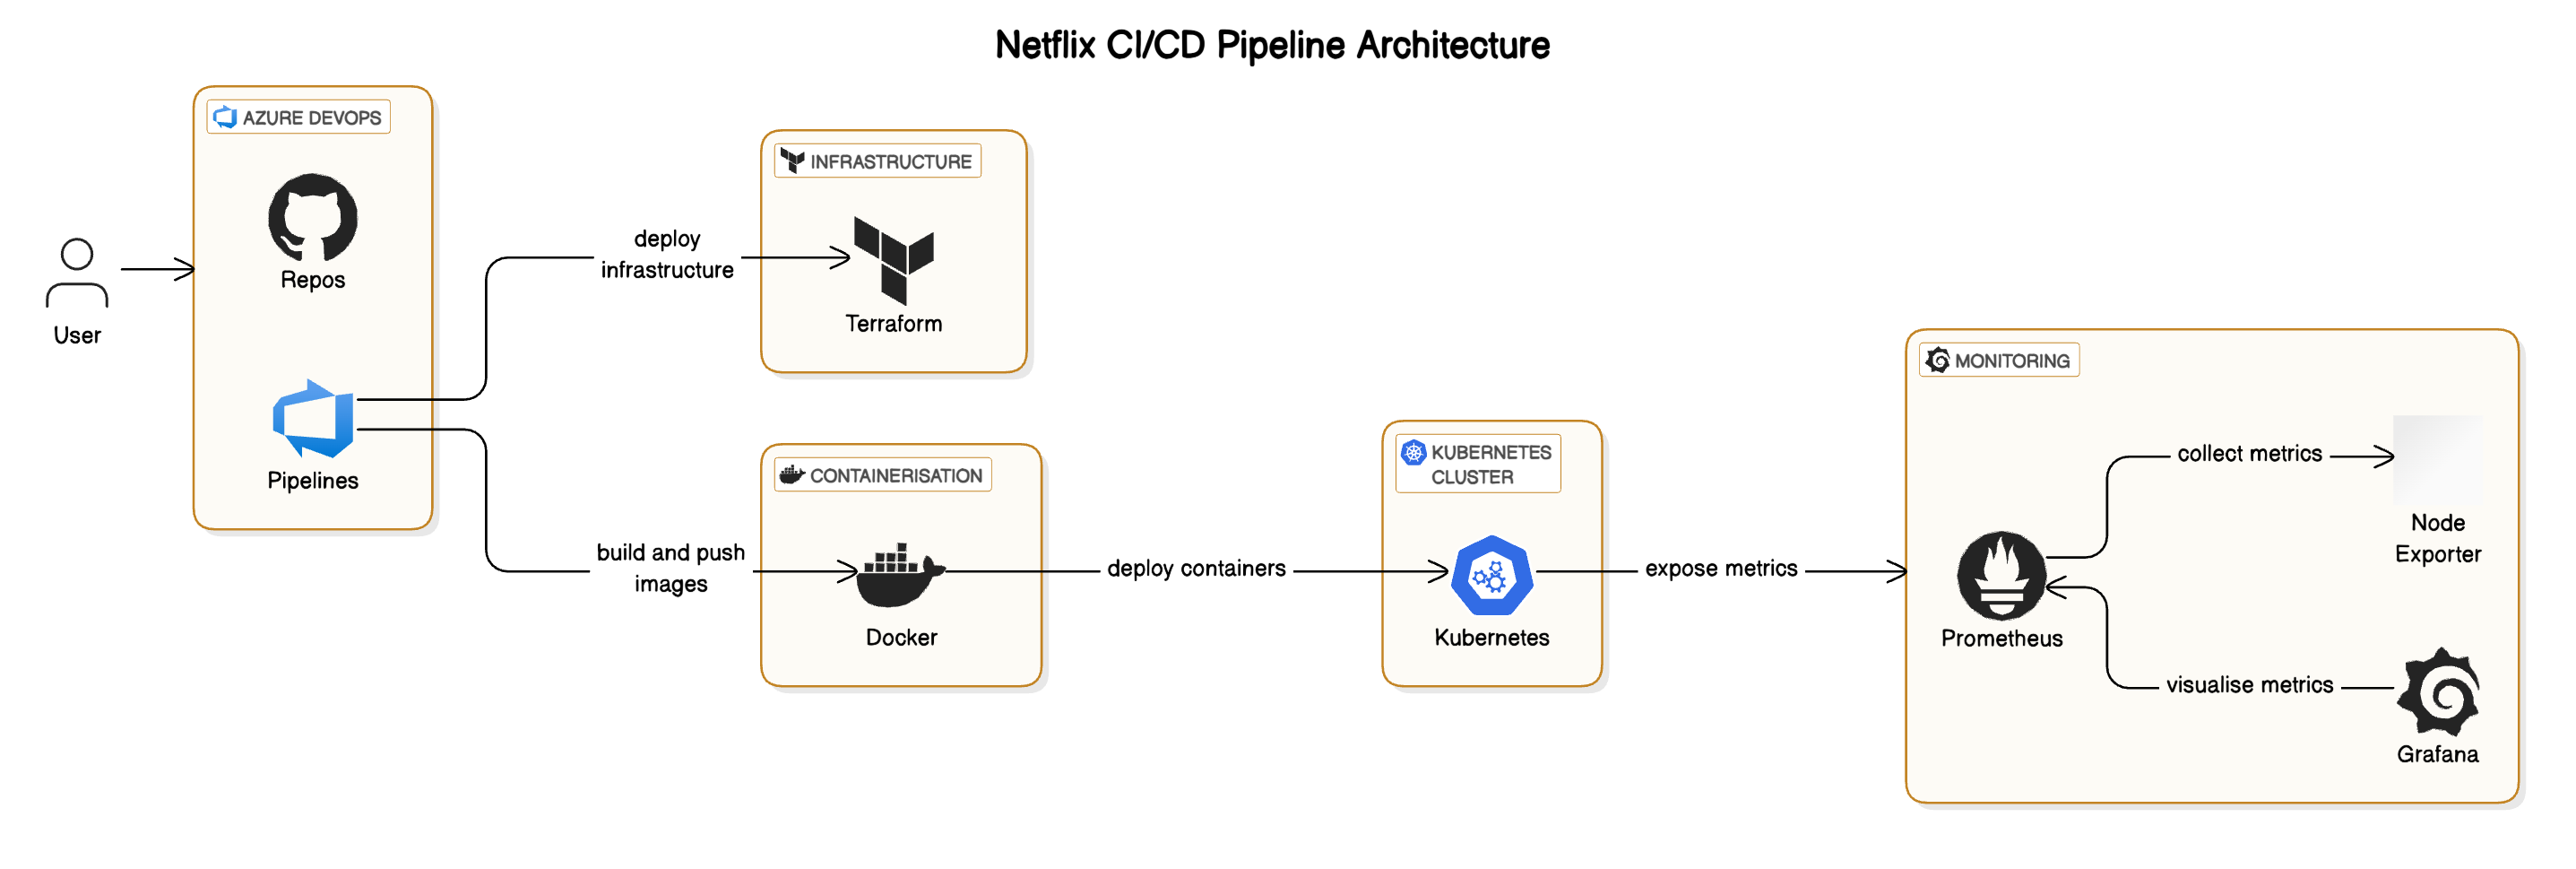 Netflix CI/CD Pipeline Architecture
AZURE DEVOPS
Repos
Pipelines
User
deploy
infrastructure
INFRASTRUCTURE
Terraform
build and push
images
CONTAINERISATION
Docker
deploy containers
KUBERNETES
CLUSTER
Kubernetes
expose metrics
MONITORING
Prometheus
collect metrics
Node
Exporter
visualise metrics
Grafana